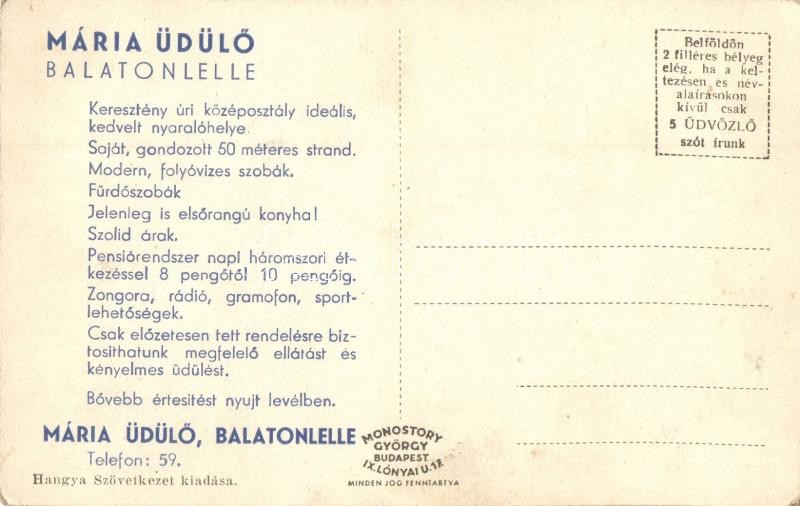 MÁRIA ÜDÜLŐ
BALATONLELLE
Keresztény úri középosztály ideális,
kedvelt nyaralóhelye.
Saját, gondozott 50 méteres strand.
Modern, folyóvizes szobák.
Fürdőszobák
Jelenleg is elsőrangú konyha!
Szolid árak.
Pensiórendszer napi háromszori ét-
kezéssel 8 pengőtől 10 pengőig.
Zongora, rádió, gramofon, sport-
lehetőségek.
Csak előzetesen tett rendelésre biz-
tosithatunk megfelelő ellátást és
kényelmes üdülést.
Bővebb értesitést nyujt levélben.
MÁRIA ÜDÜLŐ, BALATONLELLE
Telefon: 59.
Hangya Szövetkezet kiadása.
MONOSTORY
GYÖRGY
BUDAPEST
IX. LÓNYAI U. 17
MINDEN JOG FENNTARTVA
Belföldön
2 filléres bélyeg
elég, ha a kel-
tezésen és név-
aláirásokon
kívül csak
5 ÜDVÖZLŐ
szót írunk